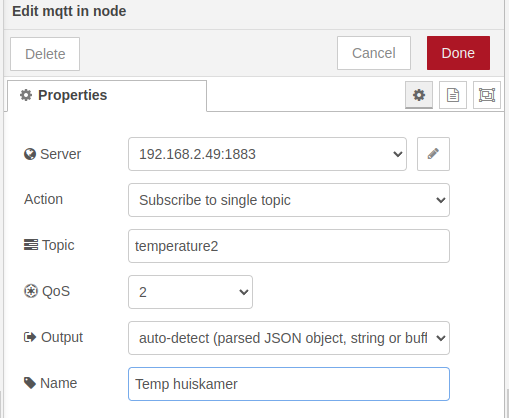 Edit mqtt in node
Delete
Cancel
Done
Properties
Server
192.168.2.49:1883
Action
Subscribe to single topic
Topic
temperature2
QoS
2
Output
auto-detect (parsed JSON object, string or buff
Name
Temp huiskamer